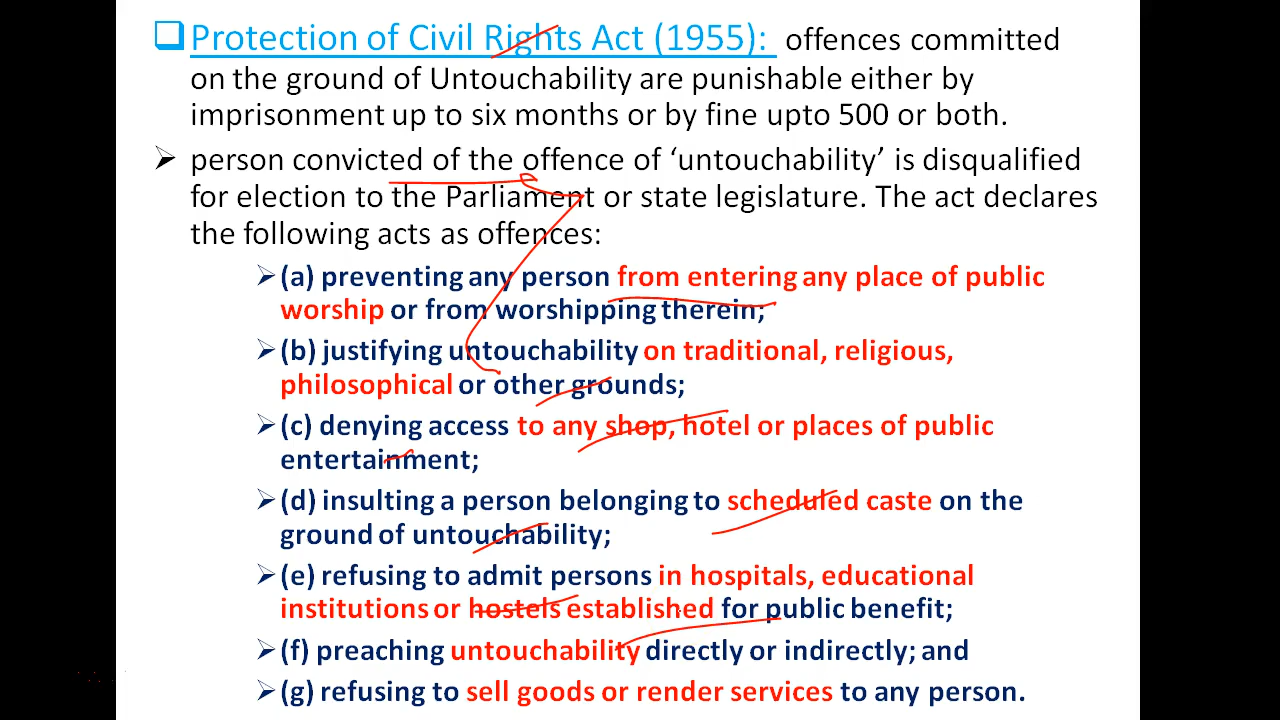 Protection of Civil Rights Act (1955): offences committed
on the ground of Untouchability are punishable either by
imprisonment up to six months or by fine upto 500 or both.
person convicted of the offence of ‘untouchability’ is disqualified
for election to the Parliament or state legislature. The act declares
the following acts as offences:
(a) preventing any person from entering any place of public
worship or from worshipping therein;
(b) justifying untouchability on traditional, religious,
philosophical or other grounds;
(c) denying access to any shop, hotel or places of public
entertainment;
(d) insulting a person belonging to scheduled caste on the
ground of untouchability;
(e) refusing to admit persons in hospitals, educational
institutions or hostels established for public benefit;
(f) preaching untouchability directly or indirectly; and
(g) refusing to sell goods or render services to any person.